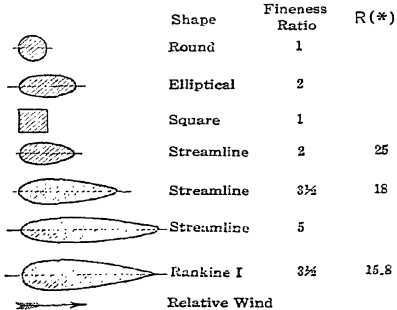 Shape Fineness Ratio R(*)
Round 1
Elliptical 2
Square 1
Streamline 2 25
Streamline 3½ 18
Streamline 5
Rankine I 3½ 15.8
Relative Wind